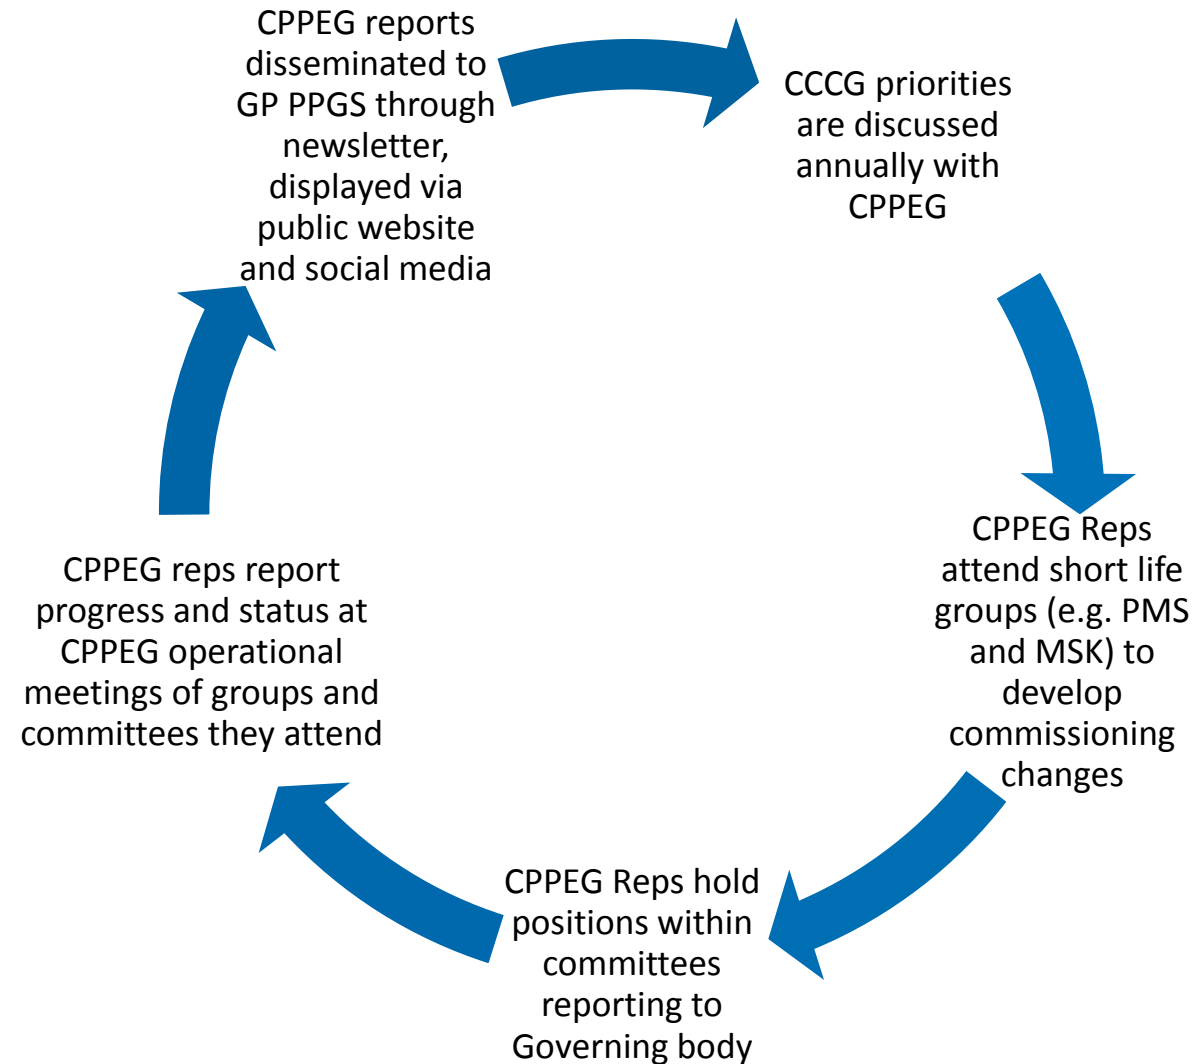 CPPEG reports
disseminated to
GP PPGS through
newsletter,
displayed via
public website
and social media
CCCG priorities
are discussed
annually with
CPPEG
CPPEG Reps
attend short life
groups (e.g. PMS
and MSK) to
develop
commissioning
changes
CPPEG Reps hold
positions within
committees
reporting to
Governing body
CPPEG reps report
progress and status at
CPPEG operational
meetings of groups and
committees they attend